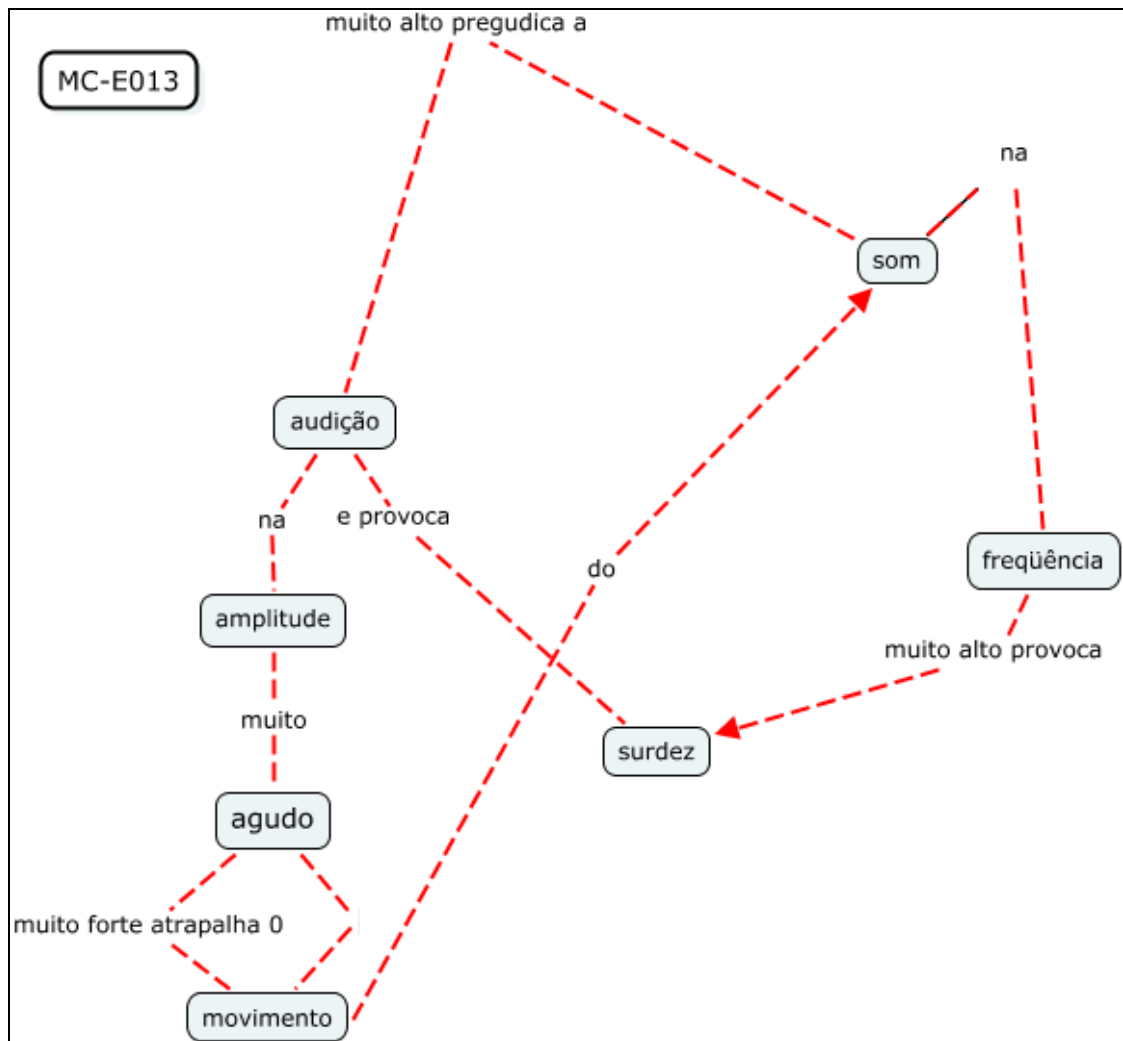 muito alto pregudica a
MC-E013
na
som
audição
na
e provoca
freqüência
do
amplitude
muito alto provoca
muito
surdez
agudo
muito forte atrapalha 0
movimento